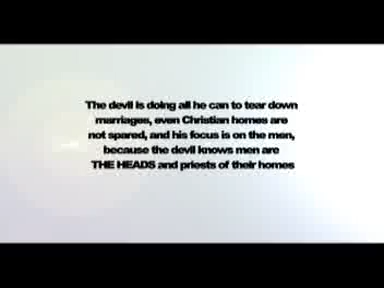 The devil is doing all he can to tear down
marriages, even Christian homes are
not spared, and his focus is on the men,
because the devil knows men are
THE HEADS and priests of their homes